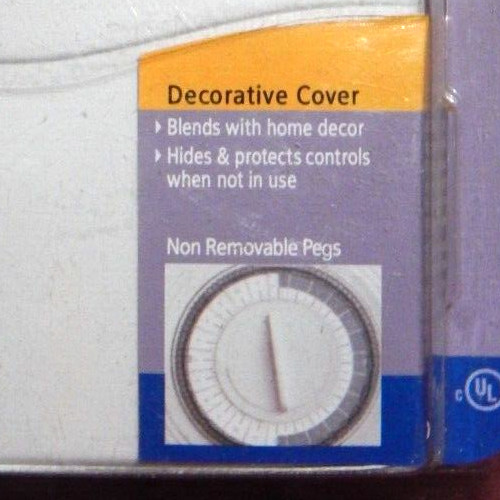 Decorative Cover
Blends with home decor
Hides & protects controls
when not in use
Non Removable Pegs
c UL